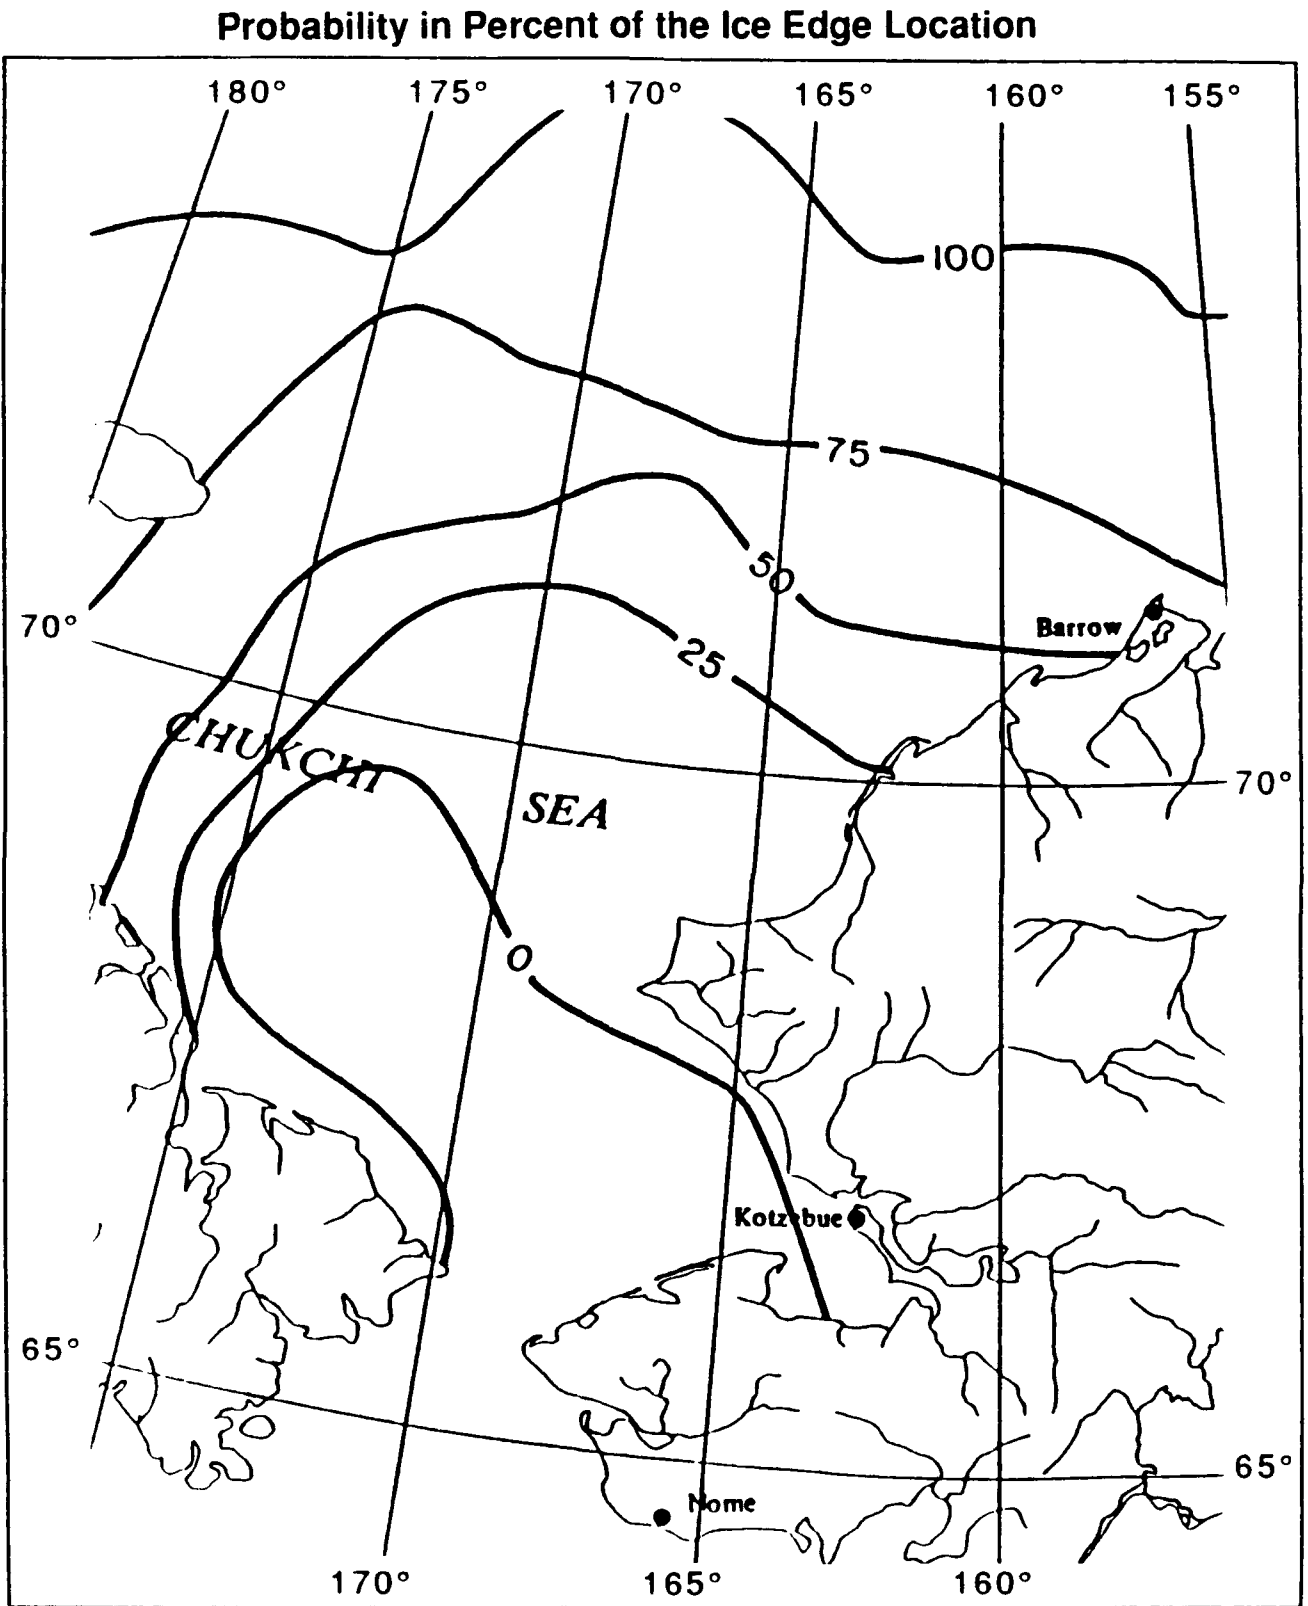 Probability in Percent of the Ice Edge Location
180° 175° 170° 165° 160° 155°
100
75
50
70°
Barrow
25
CHUKCHI
SEA
70°
0
Kotzebue
65°
65°
Nome
170° 165° 160°